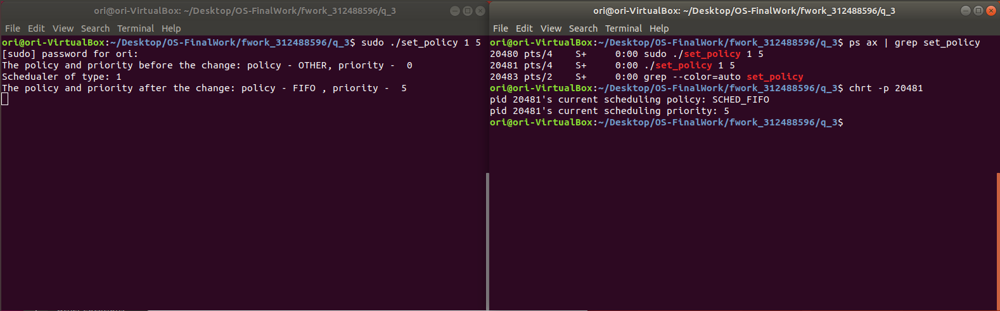 ori@ori-VirtualBox: ~/Desktop/OS-FinalWork/fwork_312488596/q_3
File Edit View Search Terminal Help
ori@ori-VirtualBox:~/Desktop/OS-FinalWork/fwork_312488596/q_3$ sudo ./set_policy 1 5
[sudo] password for ori:
The policy and priority before the change: policy - OTHER, priority -  0
Schedualer of type: 1
The policy and priority after the change: policy - FIFO , priority -  5
ori@ori-VirtualBox: ~/Desktop/OS-FinalWork/fwork_312488596/q_3
File Edit View Search Terminal Help
ori@ori-VirtualBox:~/Desktop/OS-FinalWork/fwork_312488596/q_3$ ps ax | grep set_policy
20480 pts/4    S+     0:00 sudo ./set_policy 1 5
20481 pts/4    S+     0:00 ./set_policy 1 5
20483 pts/2    S+     0:00 grep --color=auto set_policy
ori@ori-VirtualBox:~/Desktop/OS-FinalWork/fwork_312488596/q_3$ chrt -p 20481
pid 20481's current scheduling policy: SCHED_FIFO
pid 20481's current scheduling priority: 5
ori@ori-VirtualBox:~/Desktop/OS-FinalWork/fwork_312488596/q_3$